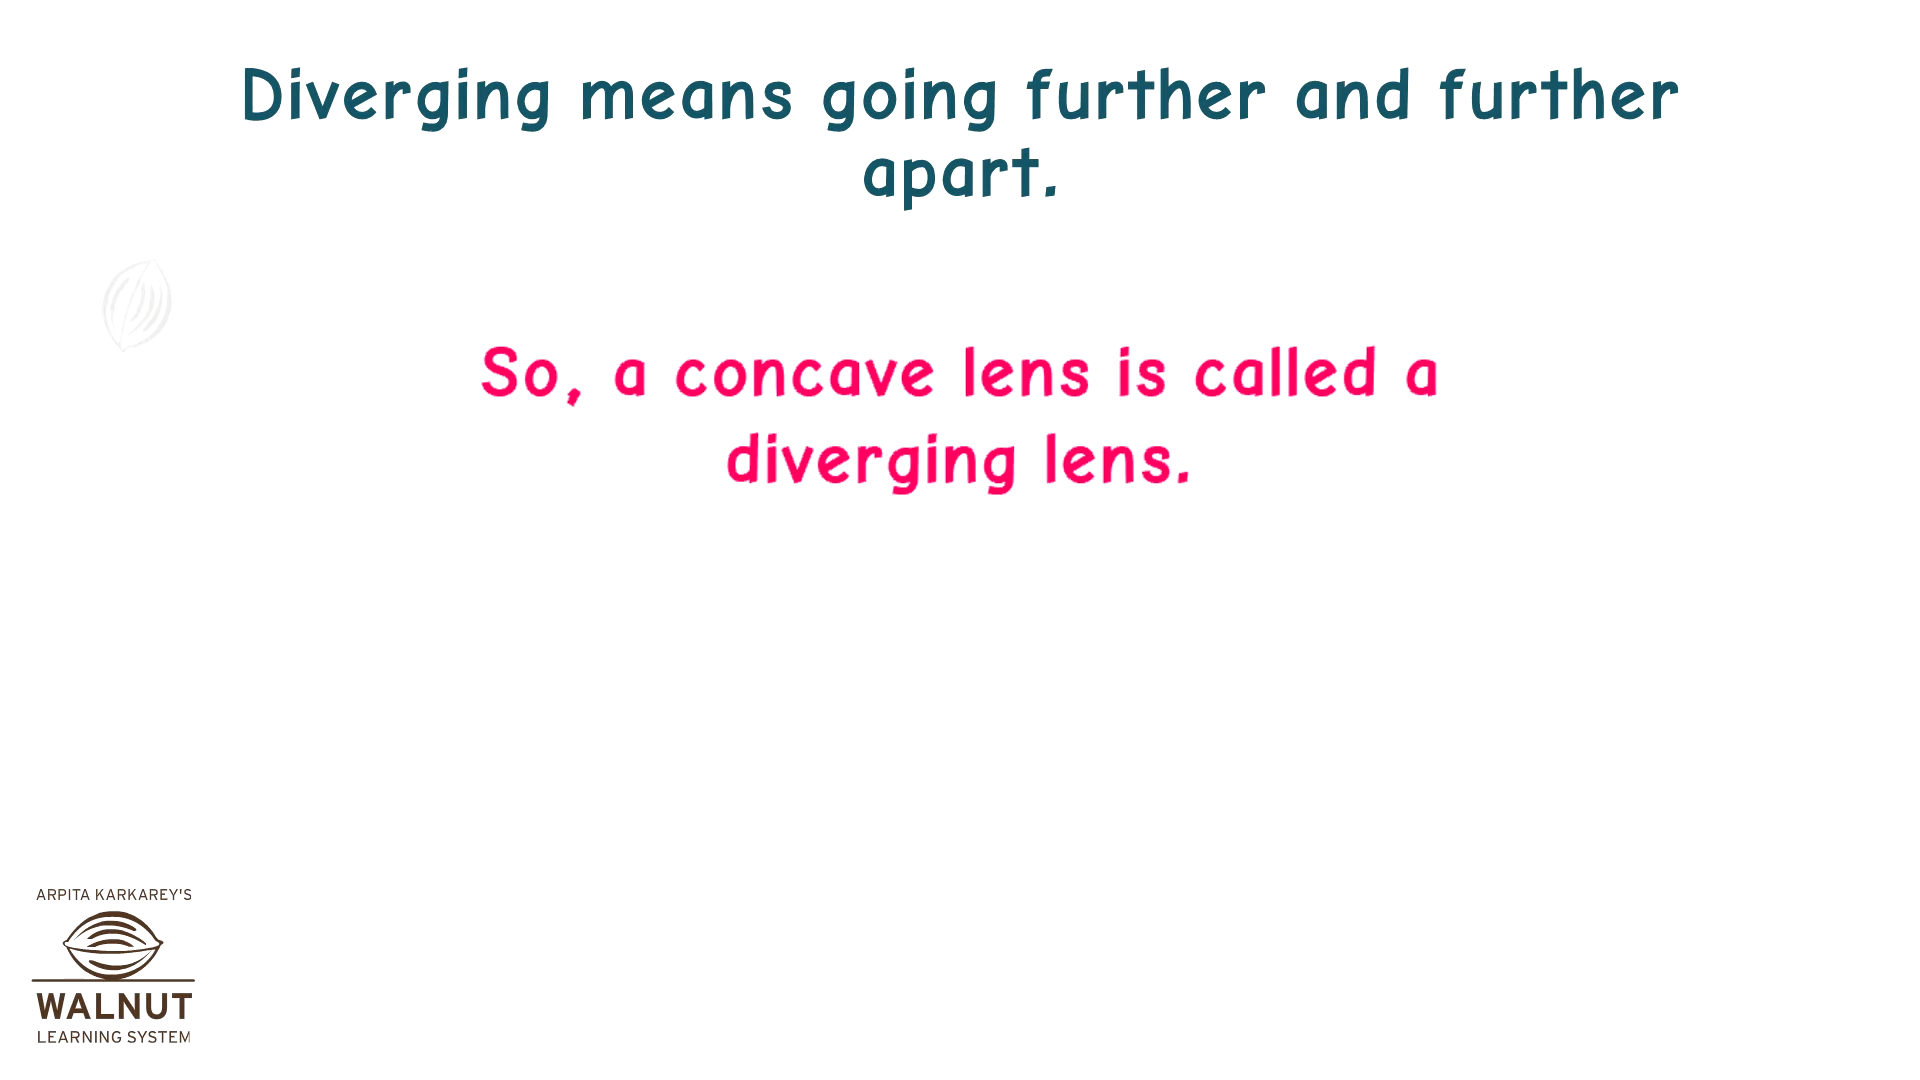 Diverging means going further and further
apart.
So, a concave lens is called a
diverging lens.
ARPITA KARKAREY'S
WALNUT
LEARNING SYSTEM